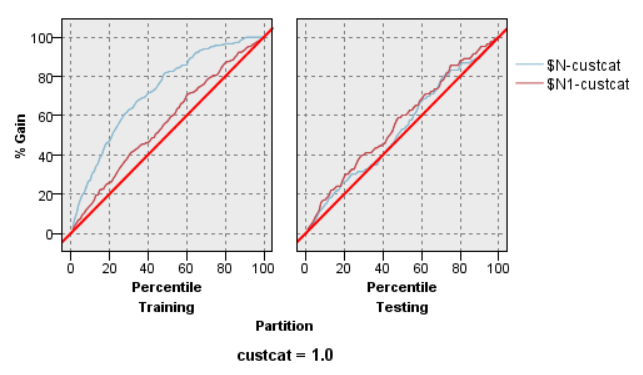 $N-custcat
$N1-custcat
% Gain
100
80
60
40
20
0
0 20 40 60 80 100
0 20 40 60 80 100
Percentile
Percentile
Training
Testing
Partition
custcat = 1.0